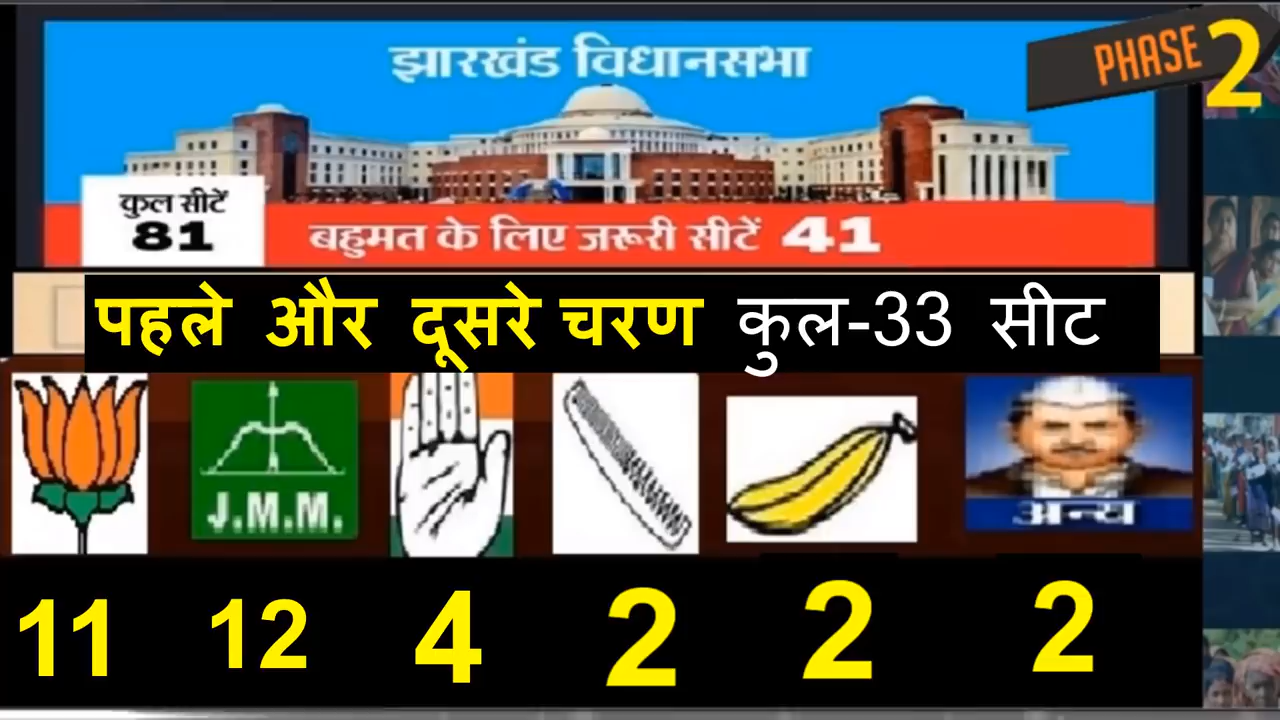 झारखंड विधानसभा
PHASE 2
कुल सीटें
81
बहुमत के लिए जरूरी सीटें 41
पहले और दूसरे चरण कुल-33 सीट
J.M.M.
अन्य
11 12 4 2 2 2